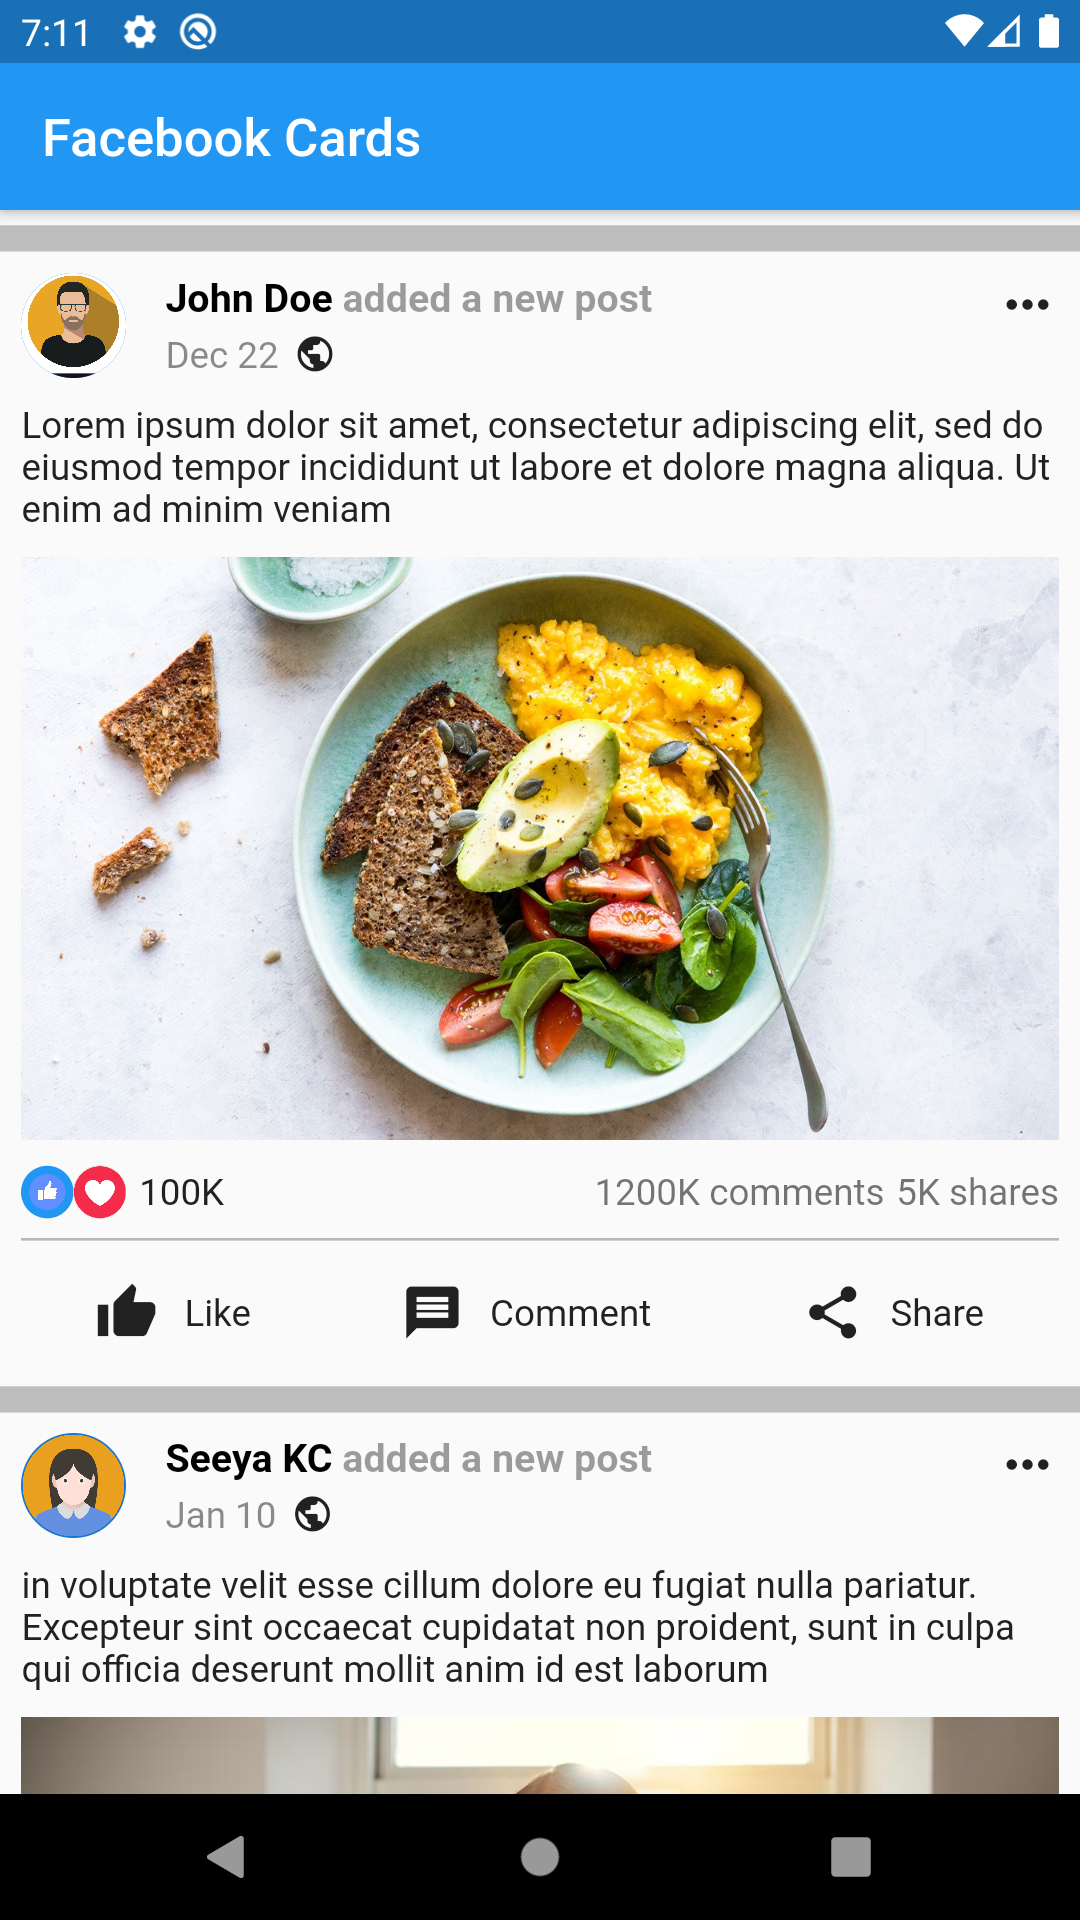 7:11
Facebook Cards
John Doe added a new post
Dec 22
Lorem ipsum dolor sit amet, consectetur adipiscing elit, sed do
eiusmod tempor incididunt ut labore et dolore magna aliqua. Ut
enim ad minim veniam
100K 1200K comments 5K shares
Like Comment Share
Seeya KC added a new post
Jan 10
in voluptate velit esse cillum dolore eu fugiat nulla pariatur.
Excepteur sint occaecat cupidatat non proident, sunt in culpa
qui officia deserunt mollit anim id est laborum